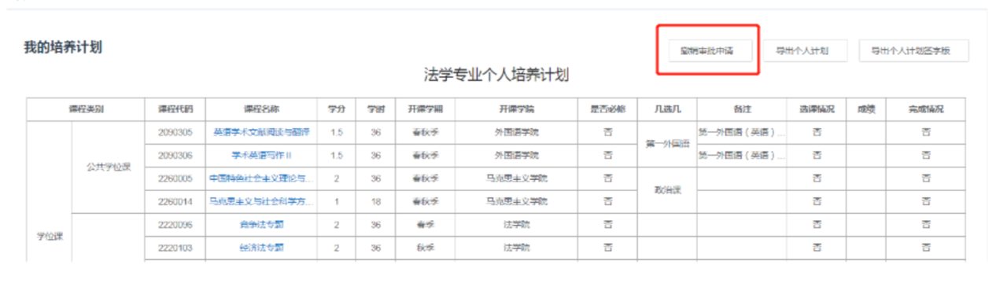 我的培养计划
撤销审批申请 导出个人计划 导出个人计划签字版
法学专业个人培养计划
课程类别 课程代码 课程名称 学分 学时 开课学期 开课学院 是否必修 几选几 备注 选课情况 成绩 完成情况
2090305 英语学术文献阅读与翻译 1.5 36 春秋季 外国语学院 否 第一外国语(英语)... 否 否
第一外国语
2090306 学术英语写作II 1.5 36 春秋季 外国语学院 否 第一外国语(英语)... 否 否
公共学位课
2260005 中国特色社会主义理论与... 2 36 春秋季 马克思主义学院 否 否 否
政治课
2260014 马克思主义与社会科学方... 1 18 春秋季 马克思主义学院 否 否 否
2220096 竞争法专题 2 36 春季 法学院 否 否 否
学位课
2220103 经济法专题 2 36 秋季 法学院 否 否 否